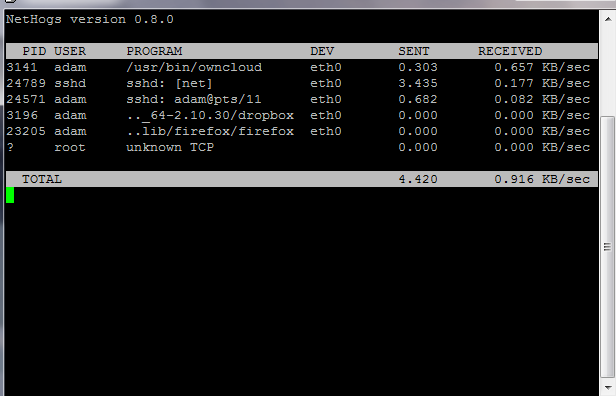 NetHogs version 0.8.0
PID USER PROGRAM DEV SENT RECEIVED
3141 adam /usr/bin/owncloud eth0 0.303 0.657 KB/sec
24789 sshd sshd: [net] eth0 3.435 0.177 KB/sec
24571 adam sshd: adam@pts/11 eth0 0.682 0.082 KB/sec
3196 adam .._64-2.10.30/dropbox eth0 0.000 0.000 KB/sec
23205 adam ..lib/firefox/firefox eth0 0.000 0.000 KB/sec
? root unknown TCP 0.000 0.000 KB/sec
TOTAL 4.420 0.916 KB/sec